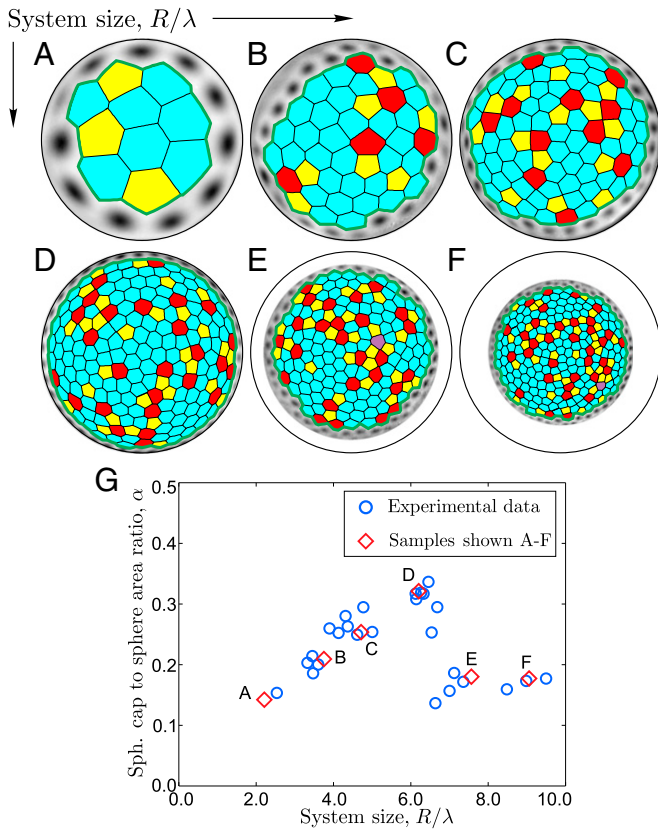 System size, R/λ
A
B
C
D
E
F
G
Sph. cap to sphere area ratio, α
0.5
0.4
0.3
0.2
0.1
0.0
Experimental data
Samples shown A-F
A
B
C
D
E
F
0.0 2.0 4.0 6.0 8.0 10.0
System size, R/λ